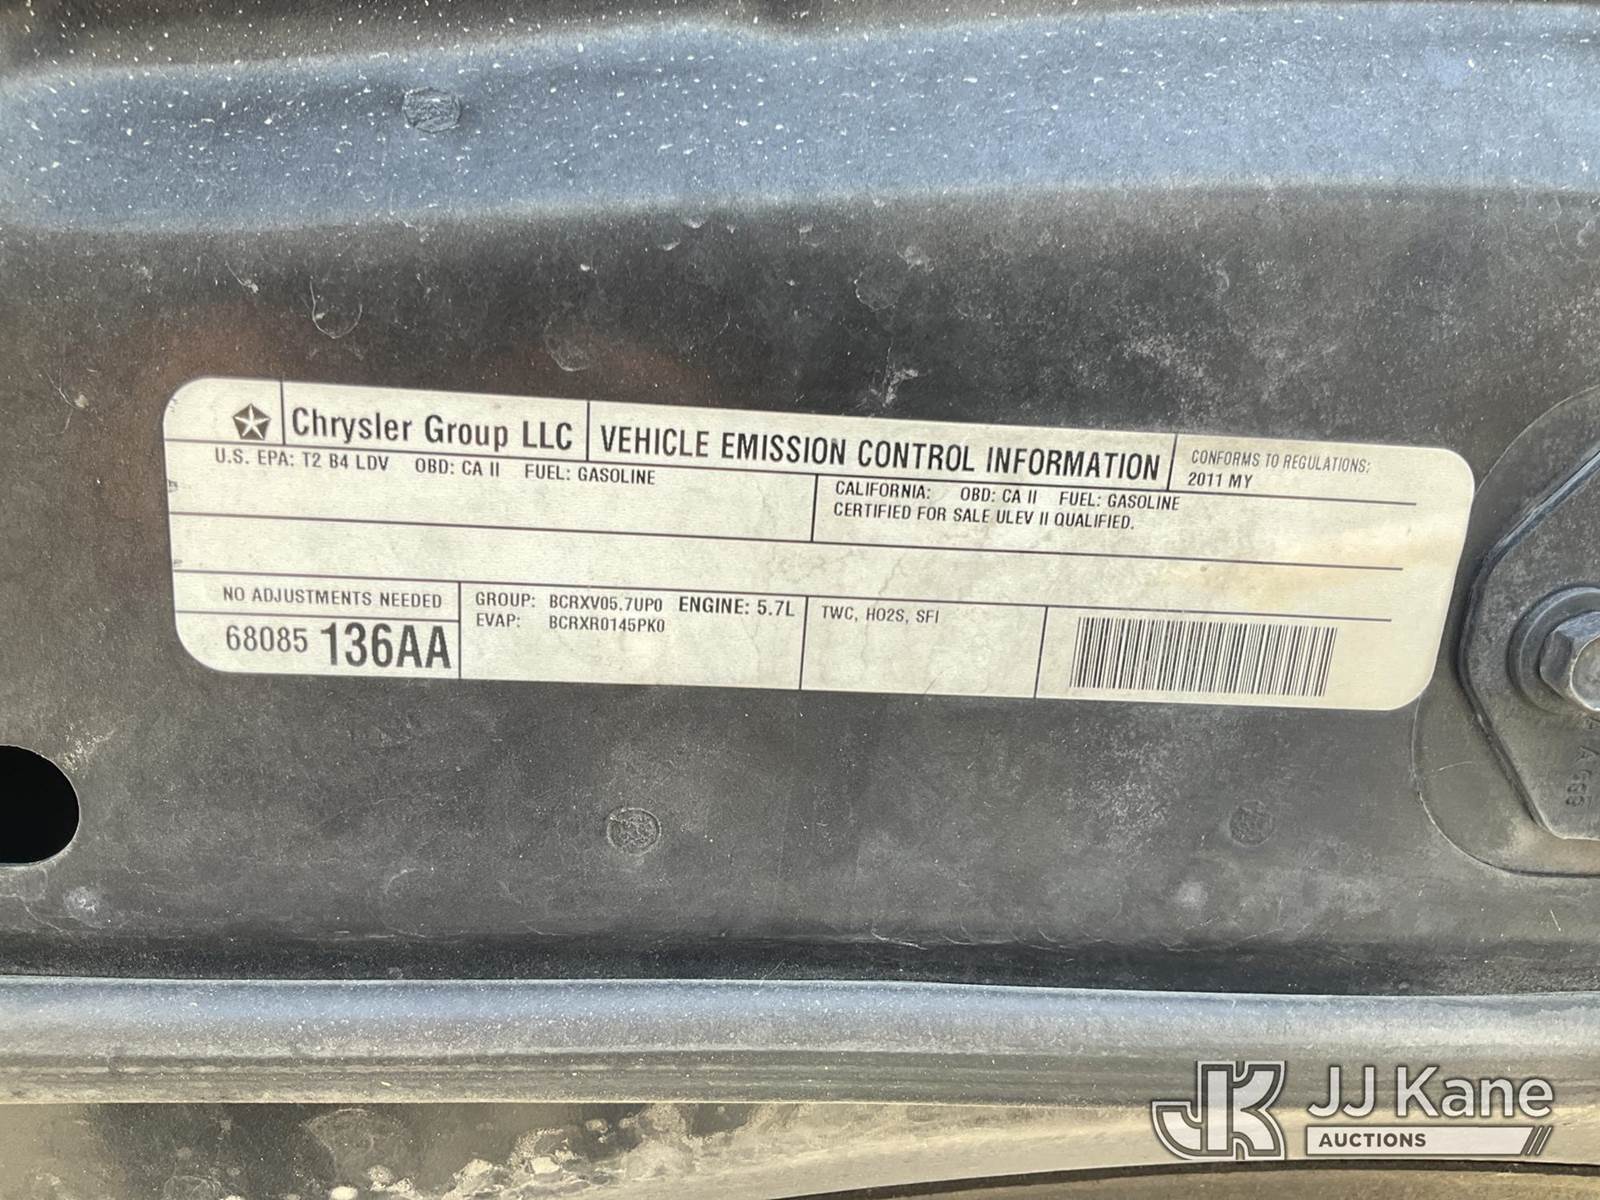 Chrysler Group LLC
VEHICLE EMISSION CONTROL INFORMATION
CONFORMS TO REGULATIONS:
2011 MY
U.S. EPA: T2 B4 LDV OBD: CA II FUEL: GASOLINE
CALIFORNIA: OBD: CA II FUEL: GASOLINE
CERTIFIED FOR SALE ULEV II QUALIFIED.
NO ADJUSTMENTS NEEDED
68085 136AA
GROUP: BCRXV05.7UP0 ENGINE: 5.7L
EVAP: BCRXR0145PK0
TWC, HO2S, SFI
JK
JJ Kane
AUCTIONS